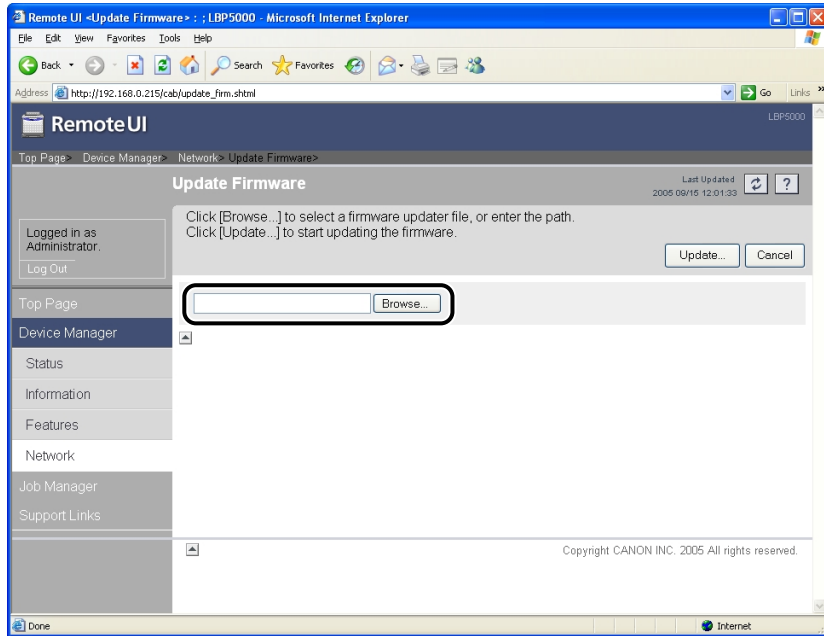 Remote UI <Update Firmware> : ; LBP5000 - Microsoft Internet Explorer
File Edit View Favorites Tools Help
Back Search Favorites
Address http://192.168.0.215/cab/update_firm.shtml Go Links »
Remote UI LBP5000
Top Page> Device Manager> Network> Update Firmware>
Update Firmware
Last Updated
2005 09/15 12:01:33
?
Click [Browse...] to select a firmware updater file, or enter the path.
Click [Update...] to start updating the firmware.
Update... Cancel
Logged in as
Administrator.
Log Out
Browse...
Top Page
Device Manager
Status
Information
Features
Network
Job Manager
Support Links
Copyright CANON INC. 2005 All rights reserved.
Done Internet